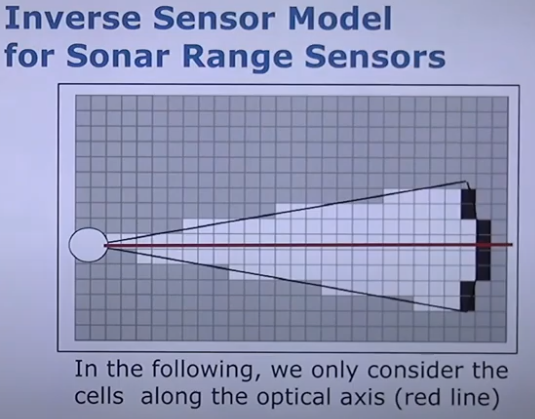 Inverse Sensor Model
for Sonar Range Sensors
In the following, we only consider the
cells along the optical axis (red line)